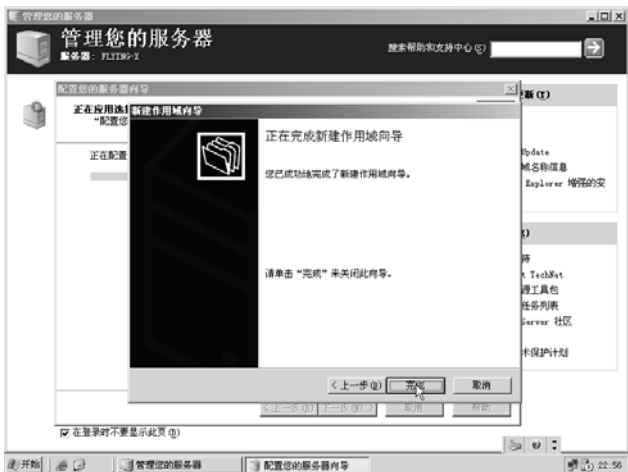 管理您的服务器
管理您的服务器
服务器: FLYING-X
搜索帮助和支持中心(S)
配置您的服务器向导
正在应用选
“配置您
新建作用域向导
正在配置
正在完成新建作用域向导
您已成功地完成了新建作用域向导。
请单击“完成”来关闭此向导。
<上一步(B)
完成
取消
<上一步(B)
下一步(N)>
取消
帮助
新(T)
Update
域名称信息
Explorer 增强的安
持
t TechNet
源工具包
任务列表
Server 社区
术保护计划
在登录时不要显示此页(D)
开始
管理您的服务器
配置您的服务器向导
22:56